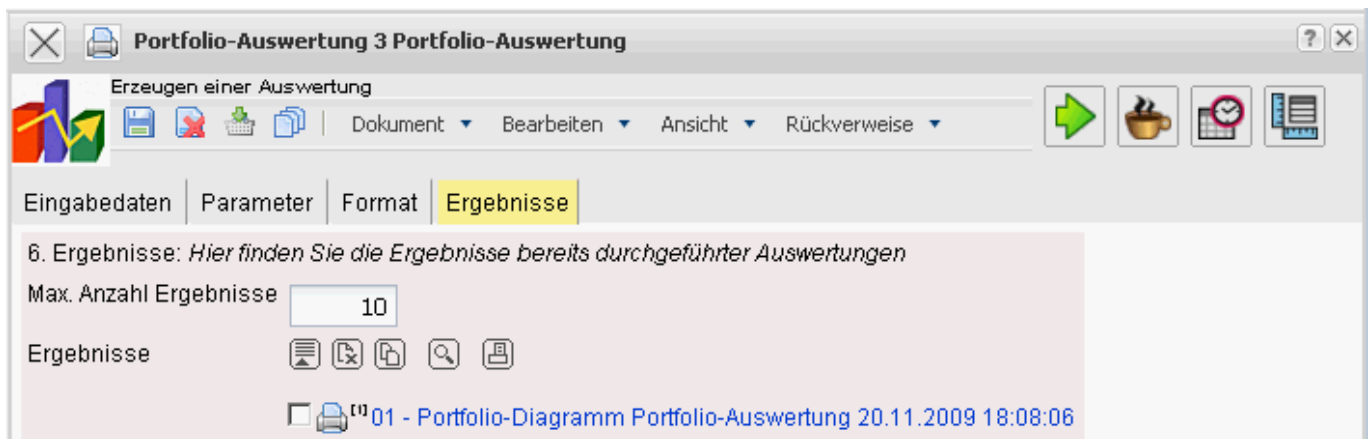 Portfolio-Auswertung 3 Portfolio-Auswertung
Erzeugen einer Auswertung
Dokument Bearbeiten Ansicht Rückverweise
Eingabedaten Parameter Format Ergebnisse
6. Ergebnisse: Hier finden Sie die Ergebnisse bereits durchgeführter Auswertungen
Max. Anzahl Ergebnisse 10
Ergebnisse
[1] 01 - Portfolio-Diagramm Portfolio-Auswertung 20.11.2009 18:08:06